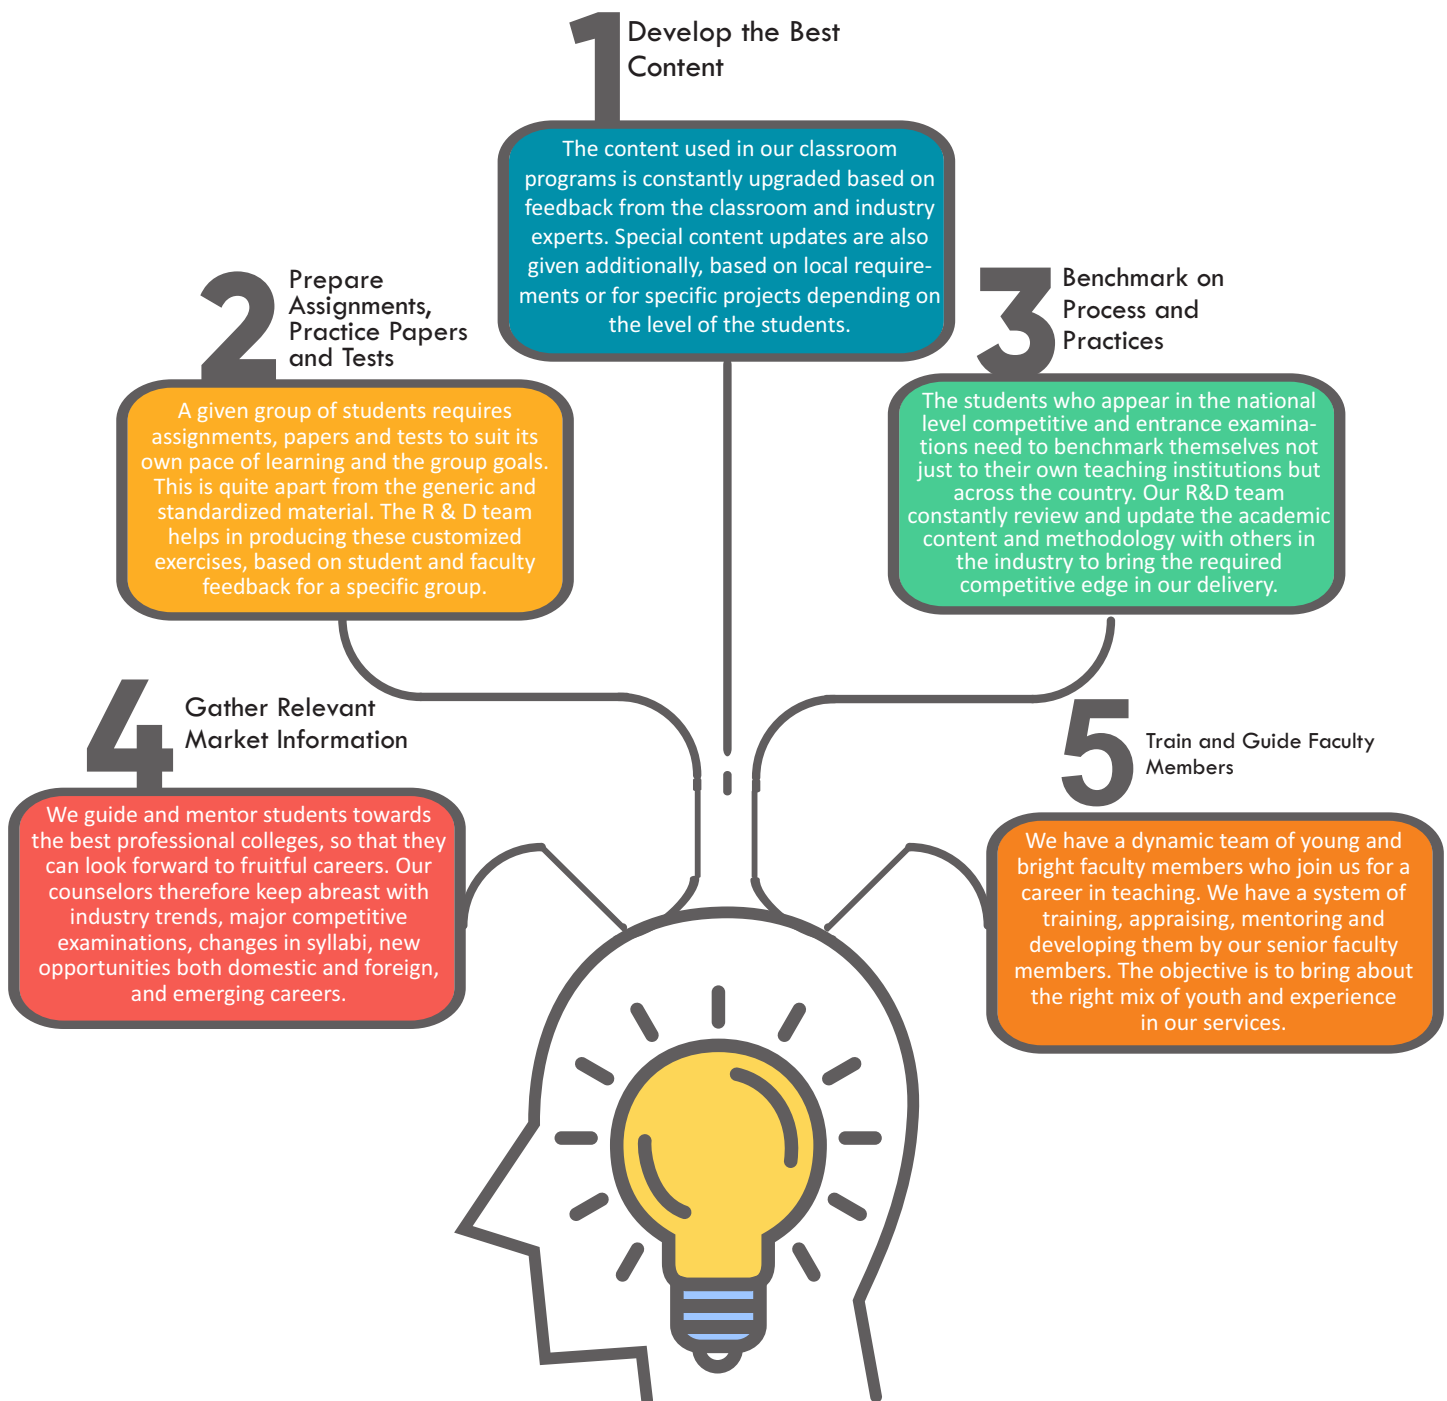 1
Develop the Best
Content
The content used in our classroom
programs is constantly upgraded based on
feedback from the classroom and industry
experts. Special content updates are also
given additionally, based on local require-
ments or for specific projects depending on
the level of the students.
2
Prepare
Assignments,
Practice Papers
and Tests
A given group of students requires
assignments, papers and tests to suit its
own pace of learning and the group goals.
This is quite apart from the generic and
standardized material. The R & D team
helps in producing these customized
exercises, based on student and faculty
feedback for a specific group.
3
Benchmark on
Process and
Practices
The students who appear in the national
level competitive and entrance examina-
tions need to benchmark themselves not
just to their own teaching institutions but
across the country. Our R&D team
constantly review and update the academic
content and methodology with others in
the industry to bring the required
competitive edge in our delivery.
4
Gather Relevant
Market Information
We guide and mentor students towards
the best professional colleges, so that they
can look forward to fruitful careers. Our
counselors therefore keep abreast with
industry trends, major competitive
examinations, changes in syllabi, new
opportunities both domestic and foreign,
and emerging careers.
5
Train and Guide Faculty
Members
We have a dynamic team of young and
bright faculty members who join us for a
career in teaching. We have a system of
training, appraising, mentoring and
developing them by our senior faculty
members. The objective is to bring about
the right mix of youth and experience
in our services.